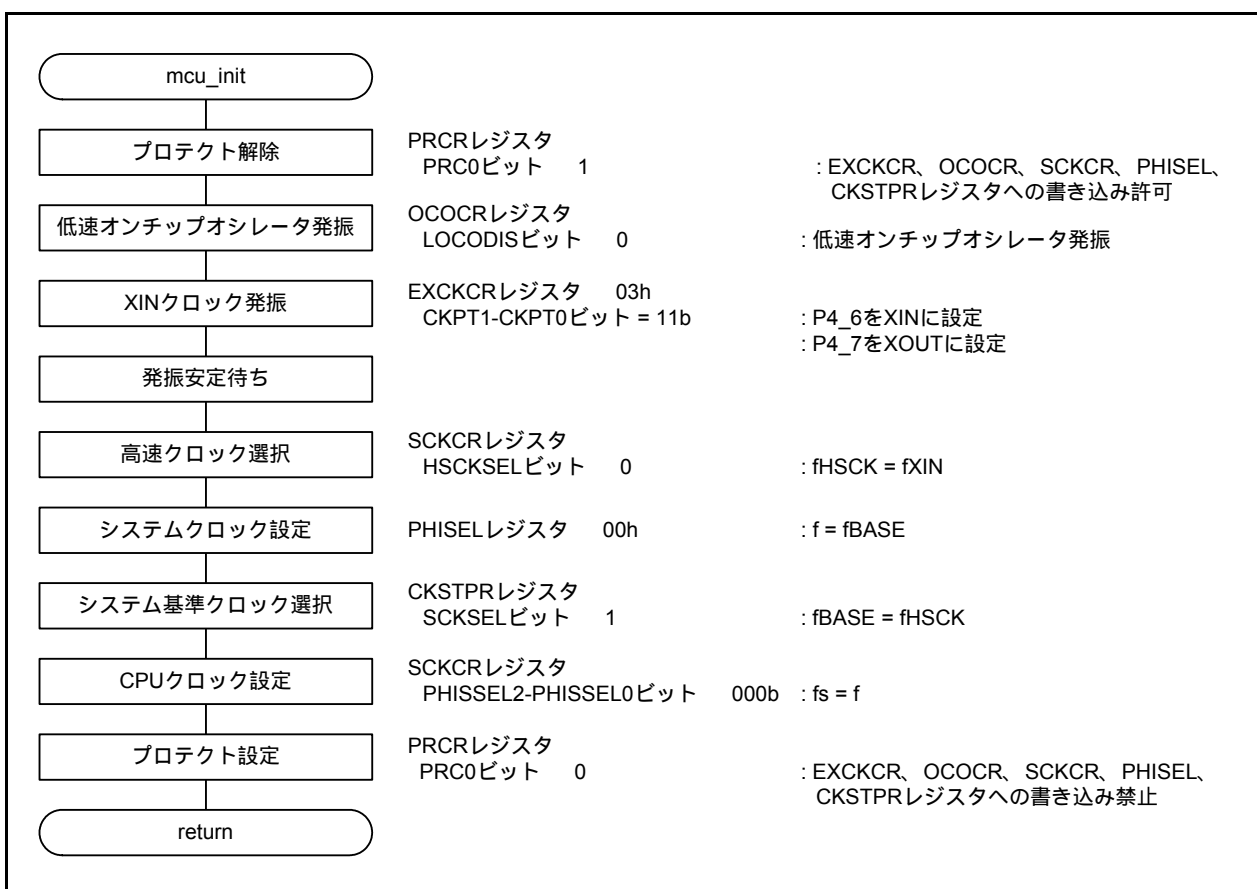 mcu_init
プロテクト解除
PRCRレジスタ
PRC0ビット 1 : EXCKCR、OCOCR、SCKCR、PHISEL、
CKSTPRレジスタへの書き込み許可
低速オンチップオシレータ発振
OCOCRレジスタ
LOCODISビット 0 : 低速オンチップオシレータ発振
XINクロック発振
EXCKCRレジスタ 03h
CKPT1-CKPT0ビット = 11b : P4_6をXINに設定
: P4_7をXOUTに設定
発振安定待ち
高速クロック選択
SCKCRレジスタ
HSCKSELビット 0 : fHSCK = fXIN
システムクロック設定
PHISELレジスタ 00h : f = fBASE
システム基準クロック選択
CKSTPRレジスタ
SCKSELビット 1 : fBASE = fHSCK
CPUクロック設定
SCKCRレジスタ
PHISSEL2-PHISSEL0ビット 000b : fs = f
プロテクト設定
PRCRレジスタ
PRC0ビット 0 : EXCKCR、OCOCR、SCKCR、PHISEL、
CKSTPRレジスタへの書き込み禁止
return